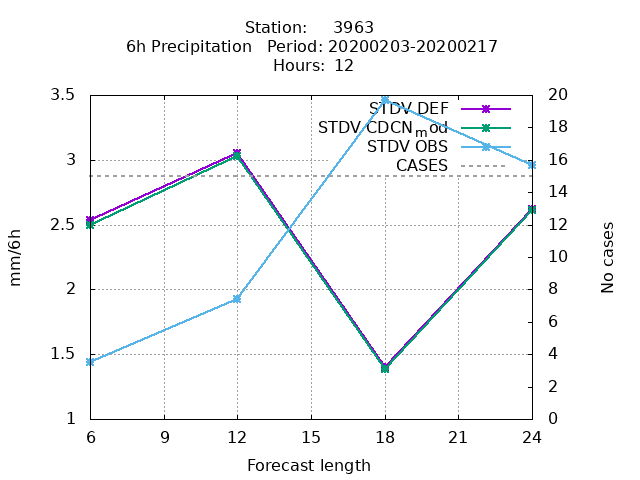 Station: 3963
6h Precipitation Period: 20200203-20200217
Hours: 12
3.5
3
2.5
2
1.5
1
mm/6h
STDV DEF
STDV CDCN_mod
STDV OBS
CASES
20
18
16
14
12
10
8
6
4
2
0
No cases
6 9 12 15 18 21 24
Forecast length